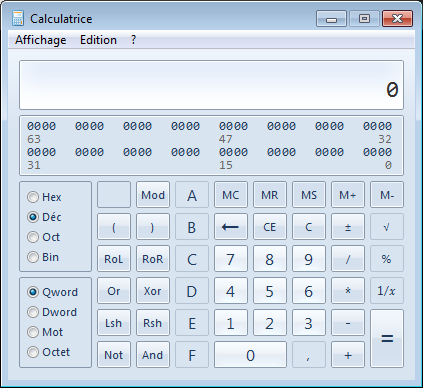 Calculatrice
Affichage Edition ?
0
0000 0000 0000 0000 0000 0000 0000 0000
63 47 32
0000 0000 0000 0000 0000 0000 0000 0000
31 15 0
Hex Mod A MC MR MS M+ M-
Déc ( ) B ← CE C ± √
Oct RoL RoR C 7 8 9 / %
Bin
Qword Or Xor D 4 5 6 * 1/x
Dword
Mot Lsh Rsh E 1 2 3 - =
Octet Not And F 0 , +